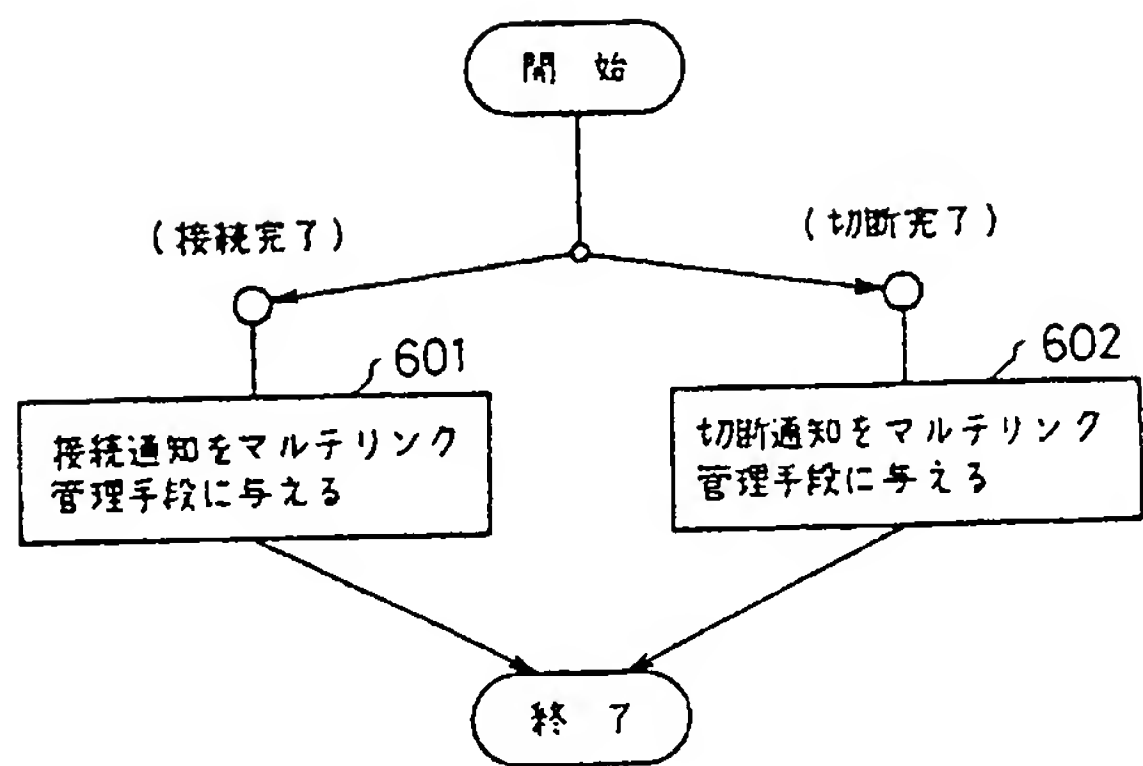 開始
(接続完了)
(切断完了)
601
602
接続通知をマルテリンク
管理手段に与える
切断通知をマルテリンク
管理手段に与える
終了